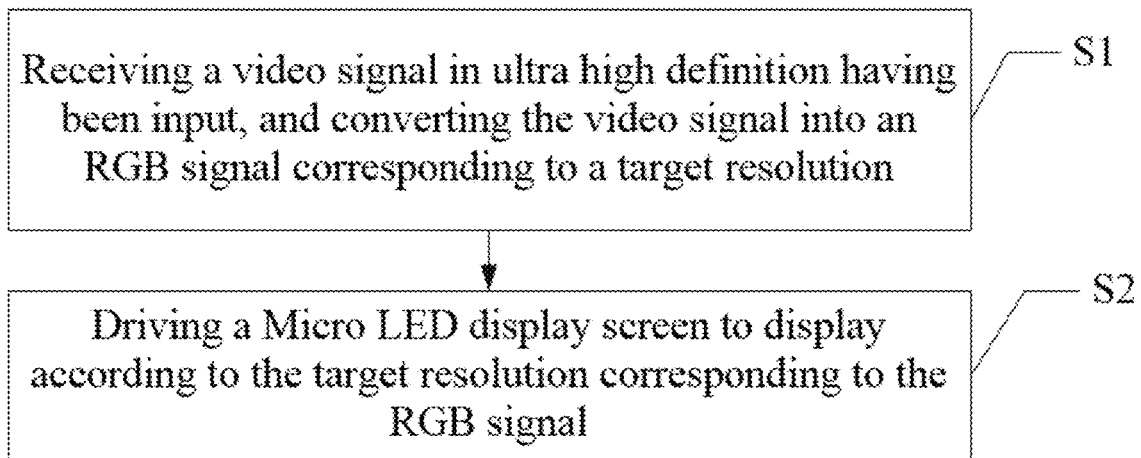 Receiving a video signal in ultra high definition having
been input, and converting the video signal into an
RGB signal corresponding to a target resolution
S1
Driving a Micro LED display screen to display
according to the target resolution corresponding to the
RGB signal
S2